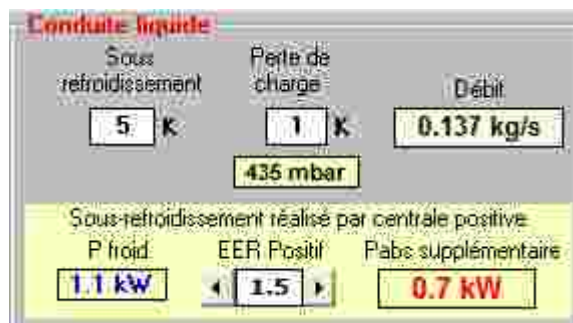 Conduite liquide
Sous refroidissement
5 K
Perte de charge
1 K
435 mbar
Débit
0.137 kg/s
Sous-refroidissement réalisé par centrale positive
P froid
1.1 kW
EER Positif
1.5
Pabs supplémentaire
0.7 kW